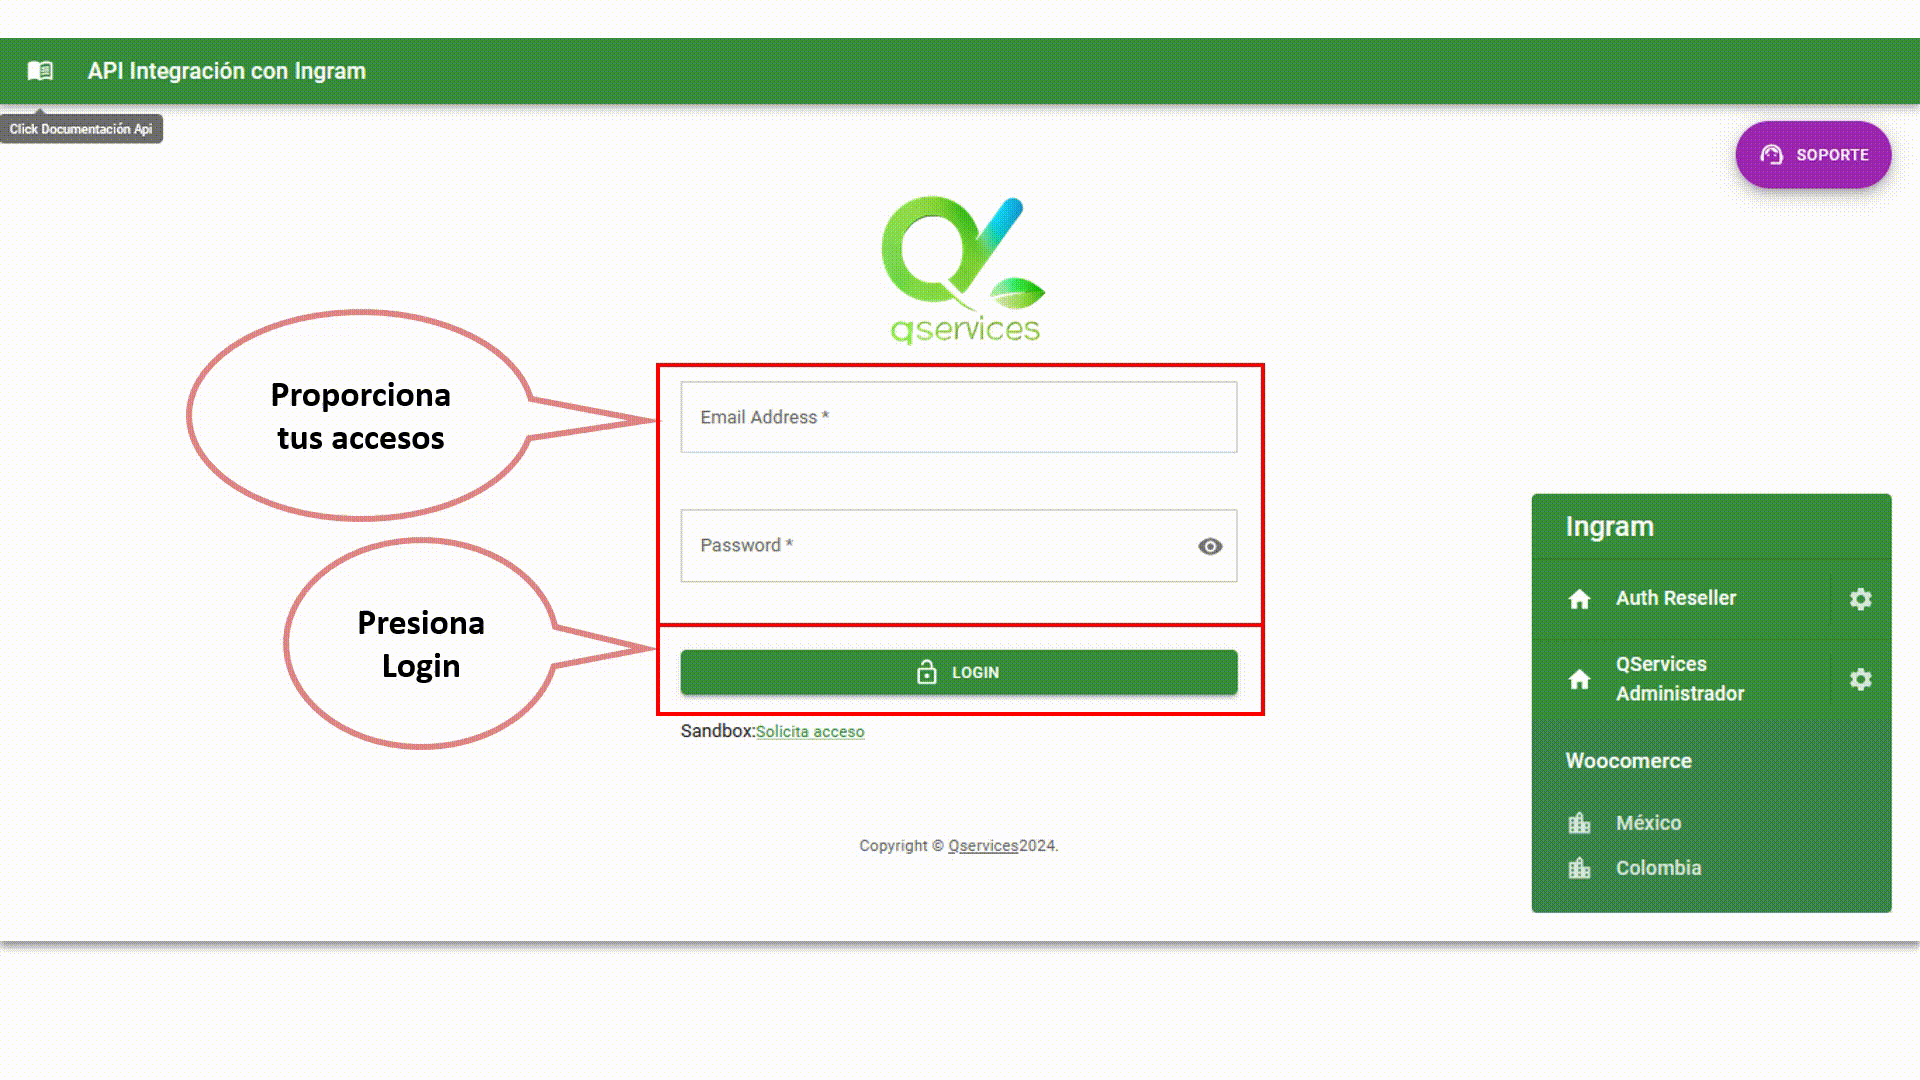 API Integración con Ingram
Click Documentación Api
SOPORTE
qservices
Proporciona
tus accesos
Email Address *
Password *
Presiona
Login
LOGIN
Sandbox:Solicita acceso
Copyright © Qservices2024.
Ingram
Auth Reseller
QServices
Administrador
Woocomerce
México
Colombia